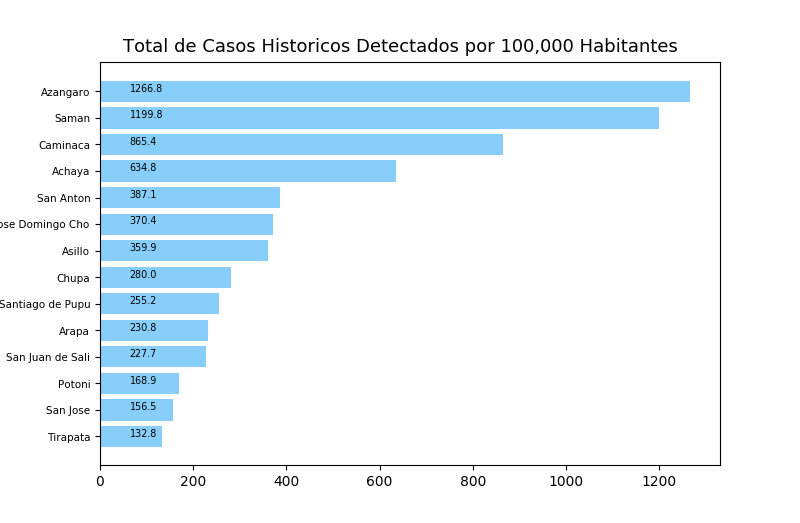 Total de Casos Historicos Detectados por 100,000 Habitantes
Azangaro 1266.8
Saman 1199.8
Caminaca 865.4
Achaya 634.8
San Anton 387.1
ose Domingo Cho 370.4
Asillo 359.9
Chupa 280.0
Santiago de Pupu 255.2
Arapa 230.8
San Juan de Sali 227.7
Potoni 168.9
San Jose 156.5
Tirapata 132.8
0 200 400 600 800 1000 1200